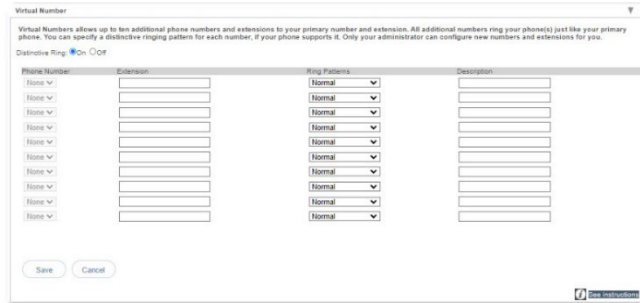 Virtual Number
Virtual Numbers allows up to ten additional phone numbers and extensions to your primary number and extension. All additional numbers ring your phone(s) just like your primary
phone. You can specify a distinctive ringing pattern for each number, if your phone supports it. Only your administrator can configure new numbers and extensions for you.
Distinctive Ring: On Off
Phone Number Extension Ring Patterns Description
None Normal
None Normal
None Normal
None Normal
None Normal
None Normal
None Normal
None Normal
None Normal
None Normal
Save Cancel
See Instructions